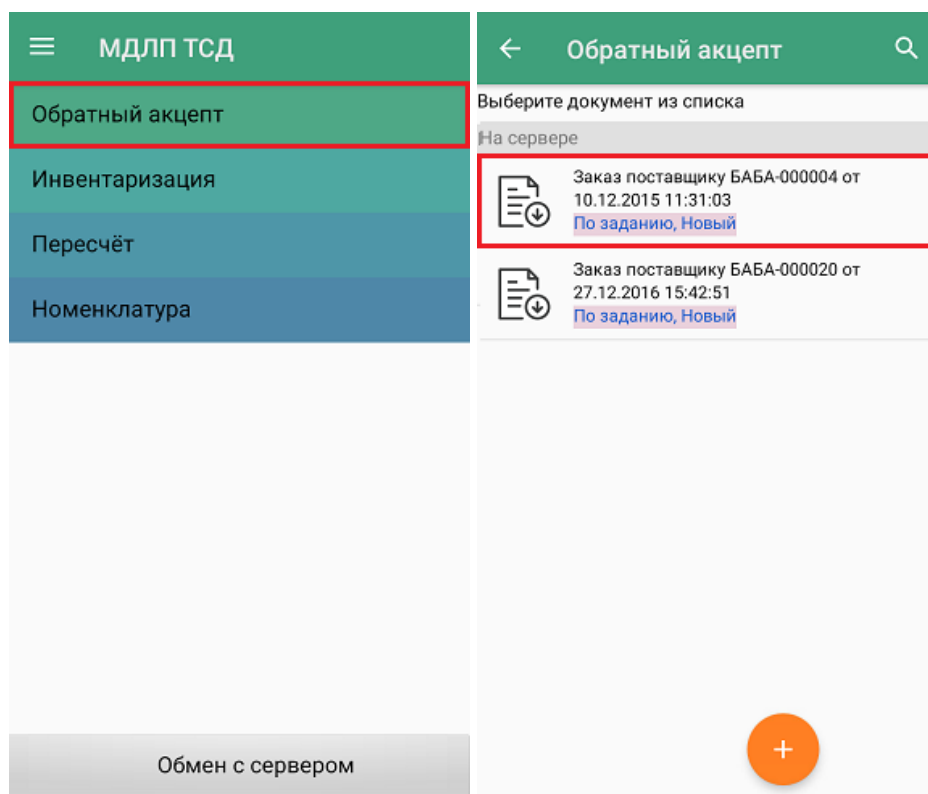 МДЛП ТСД
Обратный акцепт
Инвентаризация
Пересчёт
Номенклатура
Обмен с сервером
Обратный акцепт
Выберите документ из списка
На сервере
Заказ поставщику БАБА-000004 от
10.12.2015 11:31:03
По заданию, Новый
Заказ поставщику БАБА-000020 от
27.12.2016 15:42:51
По заданию, Новый